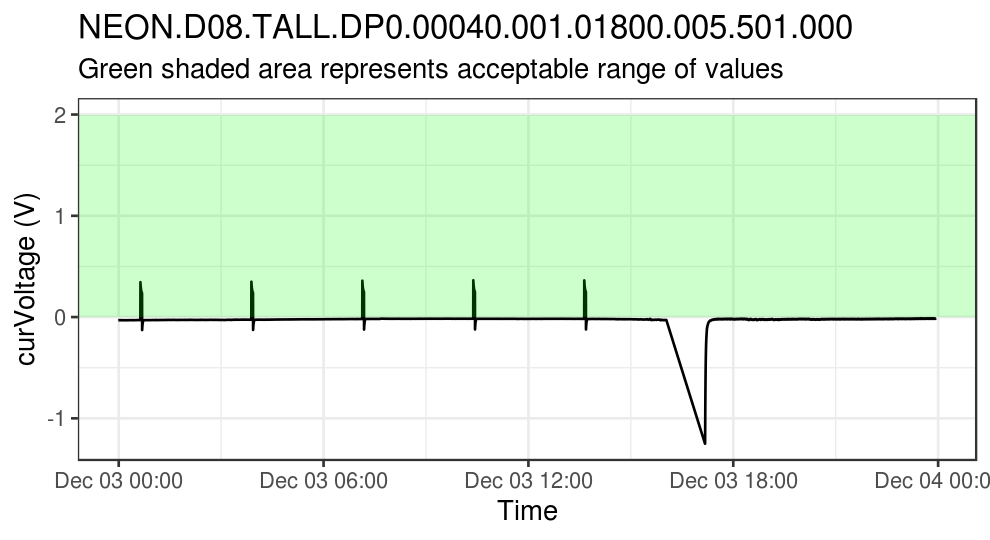 NEON.D08.TALL.DP0.00040.001.01800.005.501.000
Green shaded area represents acceptable range of values
curVoltage (V)
2
1
0
-1
Dec 03 00:00 Dec 03 06:00 Dec 03 12:00 Dec 03 18:00 Dec 04 00:0
Time